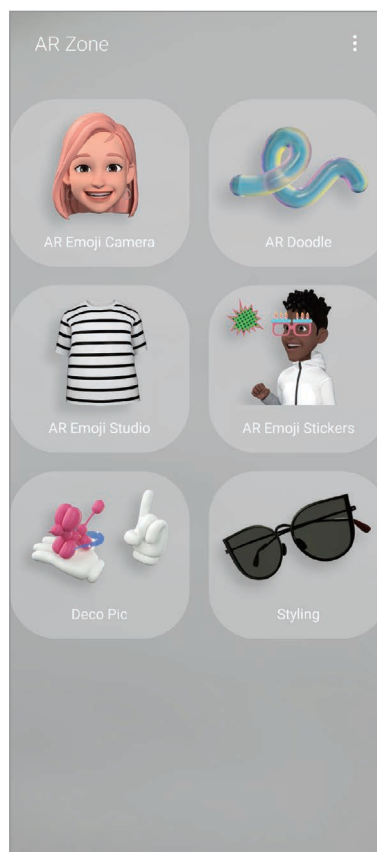 AR Zone
AR Emoji Camera
AR Doodle
AR Emoji Studio
AR Emoji Stickers
Deco Pic
Styling